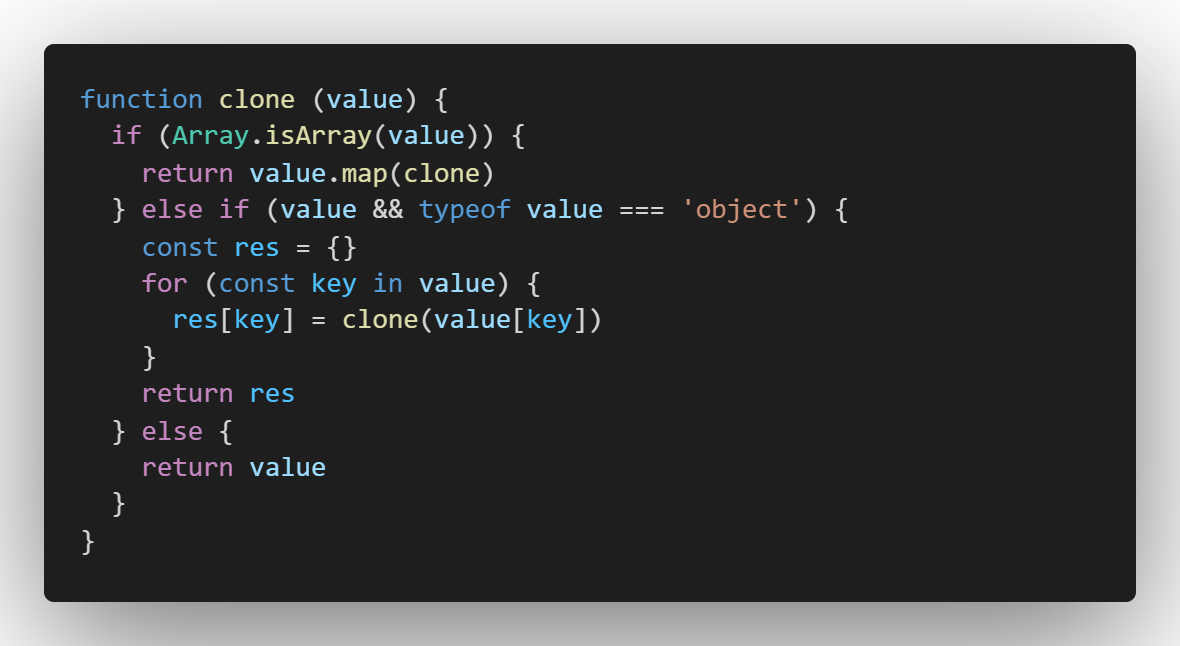 function clone (value) {
  if (Array.isArray(value)) {
    return value.map(clone)
  } else if (value && typeof value === 'object') {
    const res = {}
    for (const key in value) {
      res[key] = clone(value[key])
    }
    return res
  } else {
    return value
  }
}